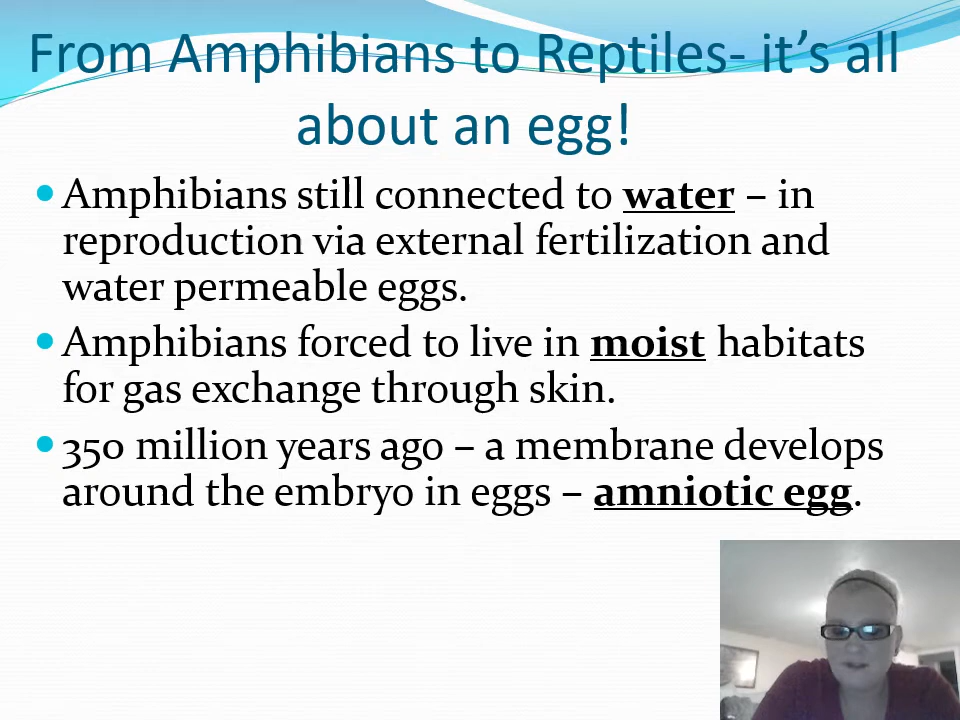 From Amphibians to Reptiles- it’s all
about an egg!
Amphibians still connected to water – in
reproduction via external fertilization and
water permeable eggs.
Amphibians forced to live in moist habitats
for gas exchange through skin.
350 million years ago – a membrane develops
around the embryo in eggs – amniotic egg.